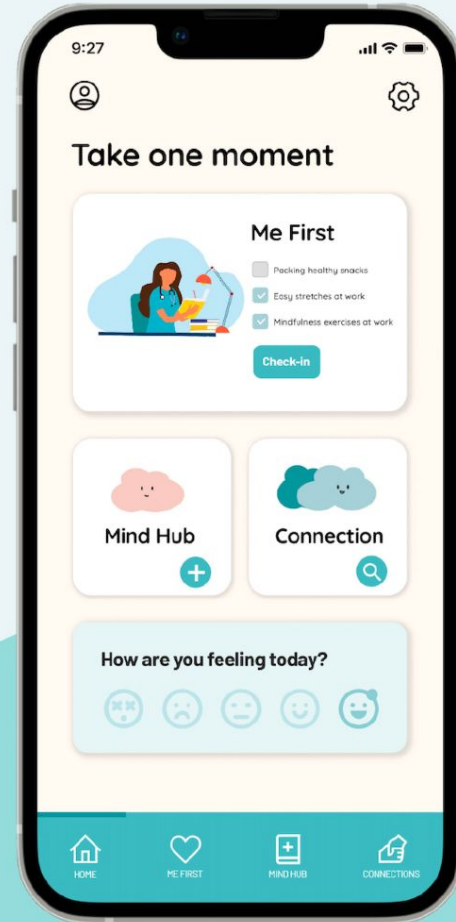 9:27
Take one moment
Me First
Packing healthy snacks
Easy stretches at work
Mindfulness exercises at work
Check-in
Mind Hub
Connection
How are you feeling today?
HOME
ME FIRST
MIND HUB
CONNECTIONS